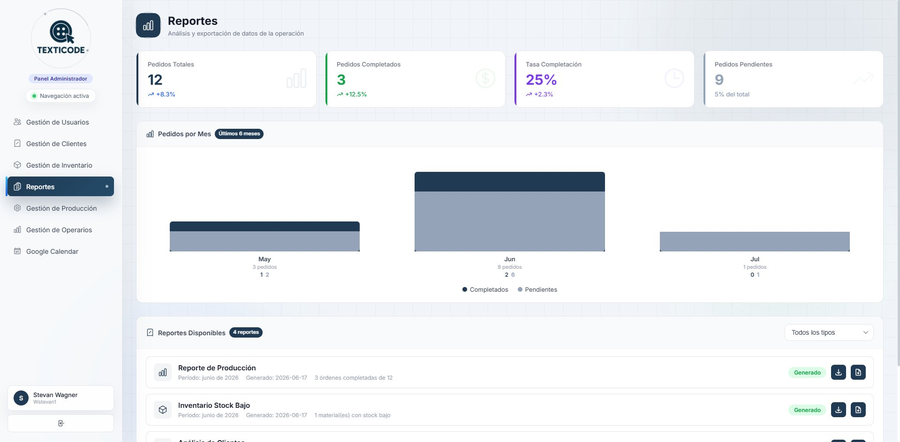 TEXTICODE
Panel Administrador
Navegación activa
Gestión de Usuarios
Gestión de Clientes
Gestión de Inventario
Reportes
Gestión de Producción
Gestión de Operarios
Google Calendar
S
Stevan Wagner
Reportes
Análisis y exportación de datos de la operación
Pedidos Totales
12
+8.3%
Pedidos Completados
3
+12.5%
Tasa Completación
25%
+2.3%
Pedidos Pendientes
9
5% del total
Pedidos por Mes Últimos 6 meses
May
3 pedidos
1 2
Jun
8 pedidos
2 6
Jul
1 pedidos
0 1
Completados Pendientes
Reportes Disponibles 4 reportes
Todos los tipos
Reporte de Producción
Periodo: junio de 2026 Generado: 2026-06-17 3 órdenes completadas de 12
Generado
Inventario Stock Bajo
Periodo: junio de 2026 Generado: 2026-06-17 1 material(es) con stock bajo
Generado